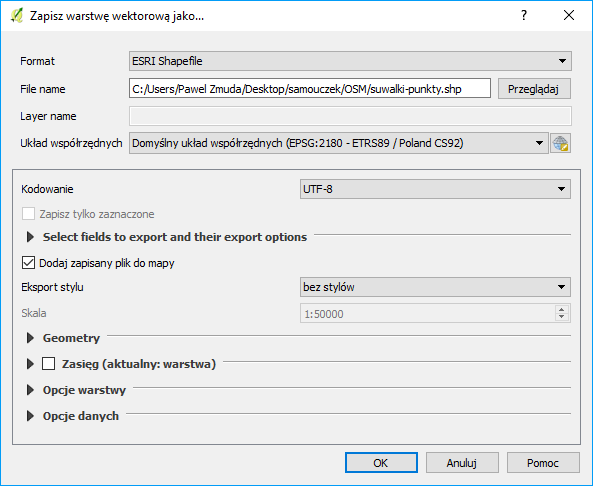 Zapisz warstwę wektorową jako...
?
Format ESRI Shapefile
File name C:/Users/Pawel Zmuda/Desktop/samouczek/OSM/suwalki-punkty.shp Przeglądaj
Layer name
Układ współrzędnych Domyślny układ współrzędnych (EPSG:2180 - ETRS89 / Poland CS92)
Kodowanie UTF-8
Zapisz tylko zaznaczone
Select fields to export and their export options
Dodaj zapisany plik do mapy
Eksport stylu bez stylów
Skala 1:50000
Geometry
Zasięg (aktualny: warstwa)
Opcje warstwy
Opcje danych
OK Anuluj Pomoc